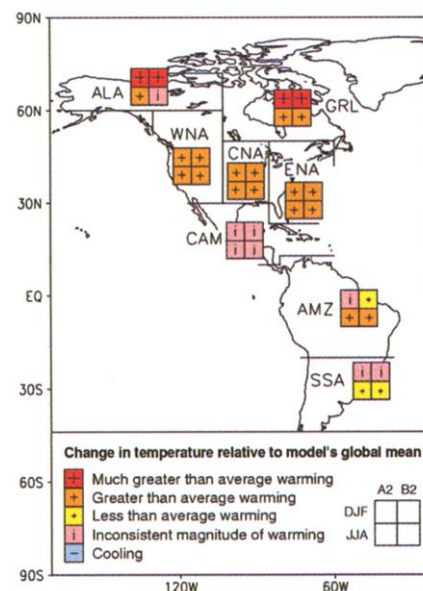 90N
ALA
GRL
60N
WNA
CNA
ENA
30N
CAM
EQ
AMZ
SSA
30S
Change in temperature relative to model's global mean
Much greater than average warming
Greater than average warming
Less than average warming
Inconsistent magnitude of warming
Cooling
A2 B2
DJF
JJA
60S
90S
120W 60W